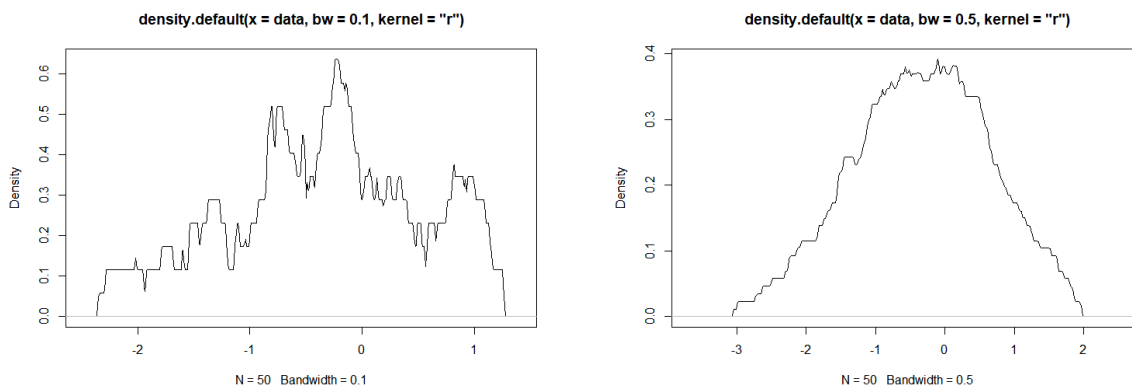 density.default(x = data, bw = 0.1, kernel = "r")
Density
0.0 0.1 0.2 0.3 0.4 0.5 0.6
-2 -1 0 1
N = 50 Bandwidth = 0.1
density.default(x = data, bw = 0.5, kernel = "r")
Density
0.0 0.1 0.2 0.3 0.4
-3 -2 -1 0 1 2
N = 50 Bandwidth = 0.5